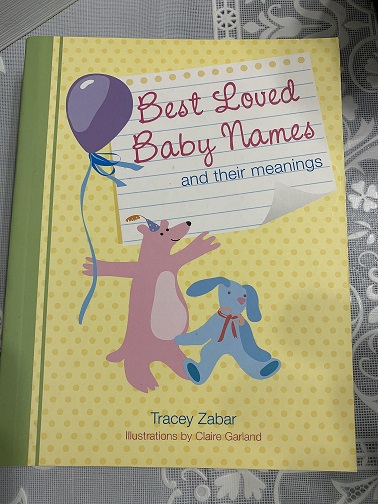 Best Loved
Baby Names
and their meanings
Tracey Zabar
Illustrations by Claire Garland